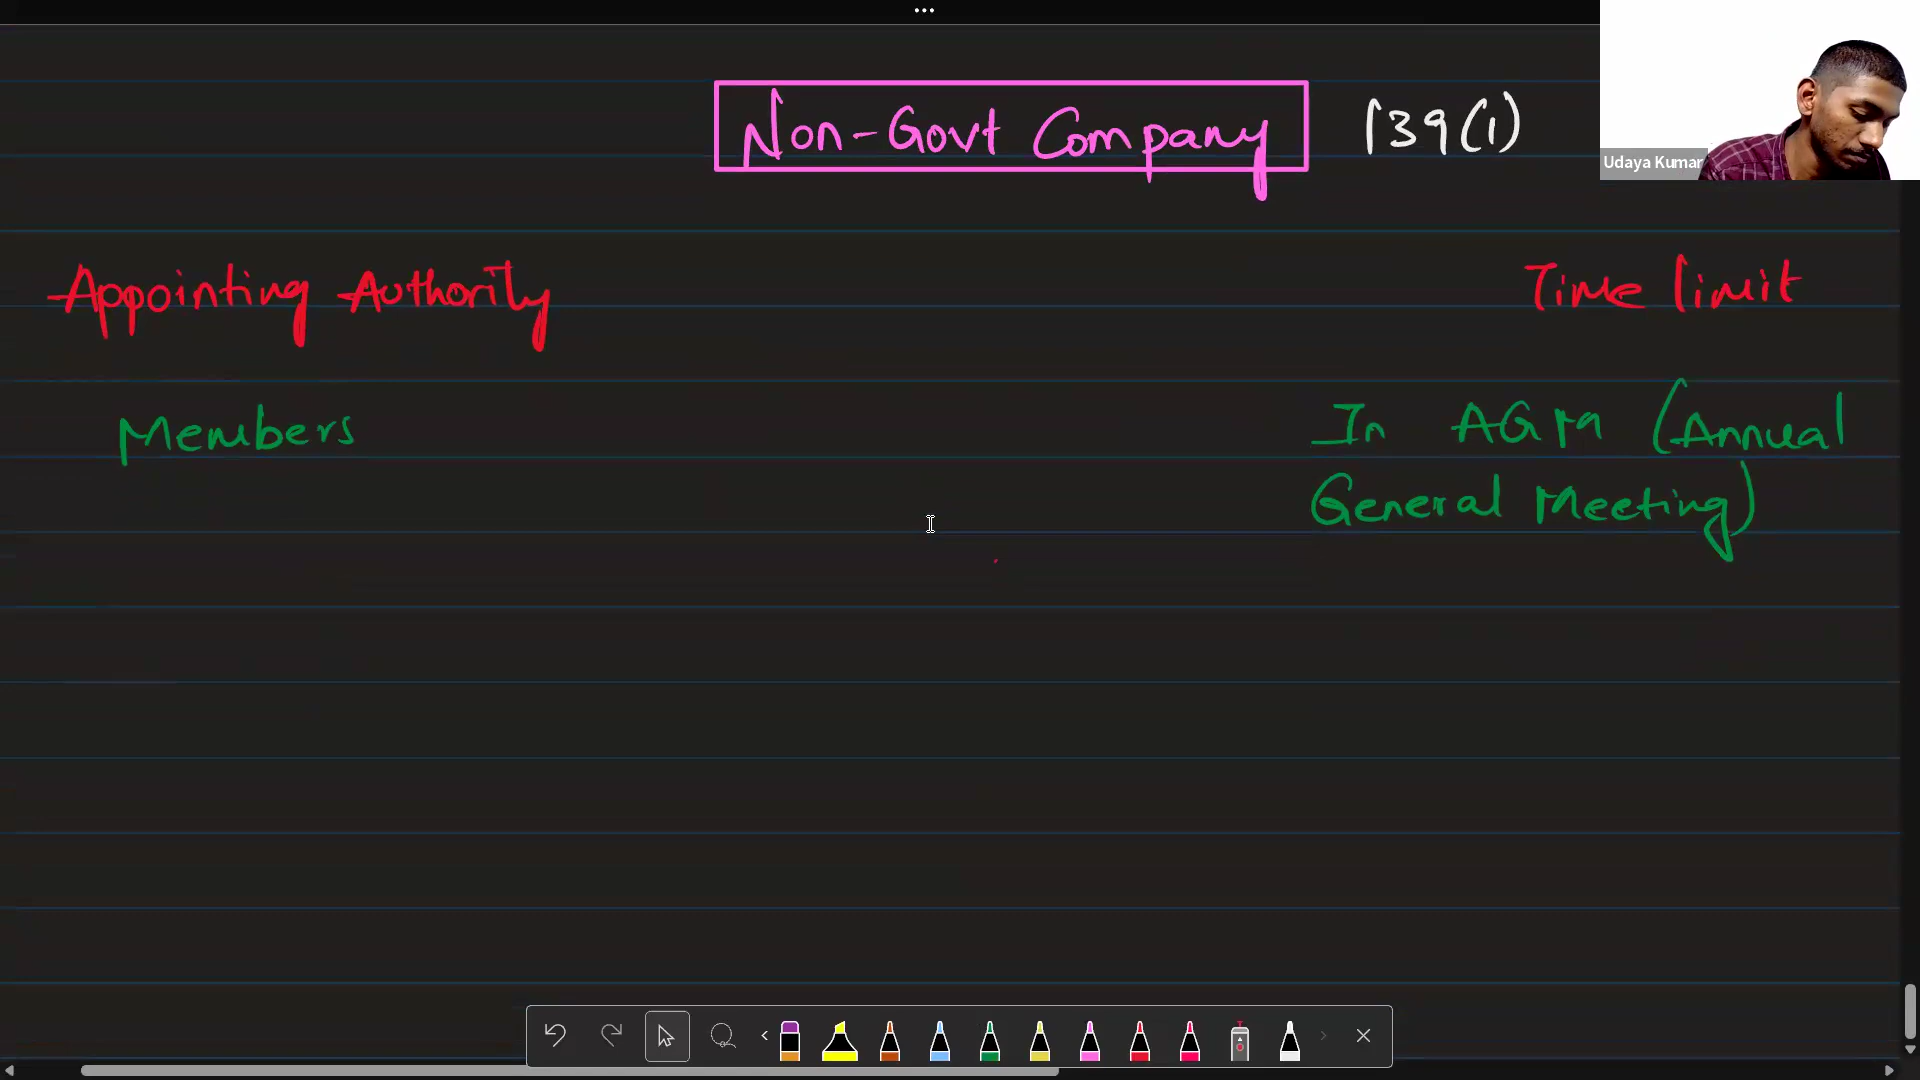 Non-Govt Company 139(1)
Udaya Kumar
Appointing Authority Time limit
Members In AGM (Annual
General Meeting)